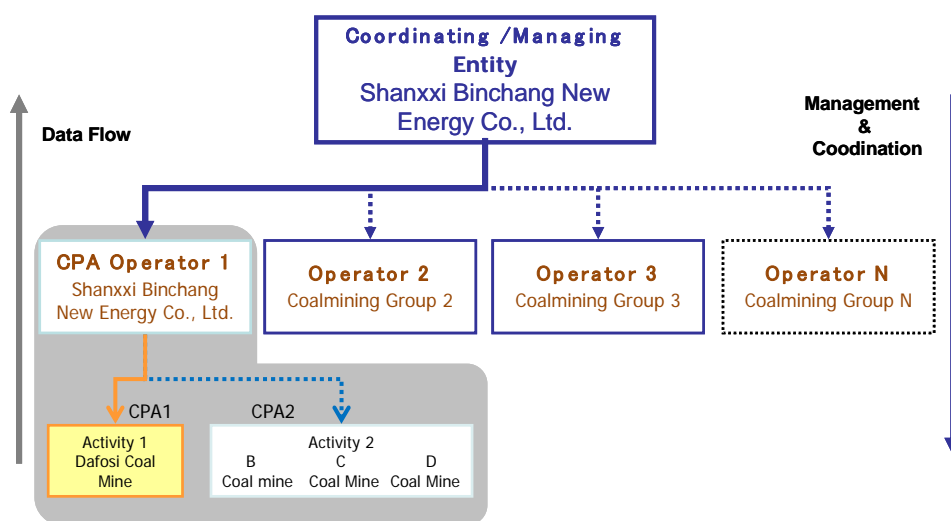 Coordinating /Managing
Entity
Shanxxi Binchang New
Energy Co., Ltd.
Data Flow
Management
&
Coodination
CPA Operator 1
Shanxxi Binchang
New Energy Co., Ltd.
Operator 2
Coalmining Group 2
Operator 3
Coalmining Group 3
Operator N
Coalmining Group N
CPA1
CPA2
Activity 1
Dafosi Coal
Mine
Activity 2
B C D
Coal mine Coal Mine Coal Mine